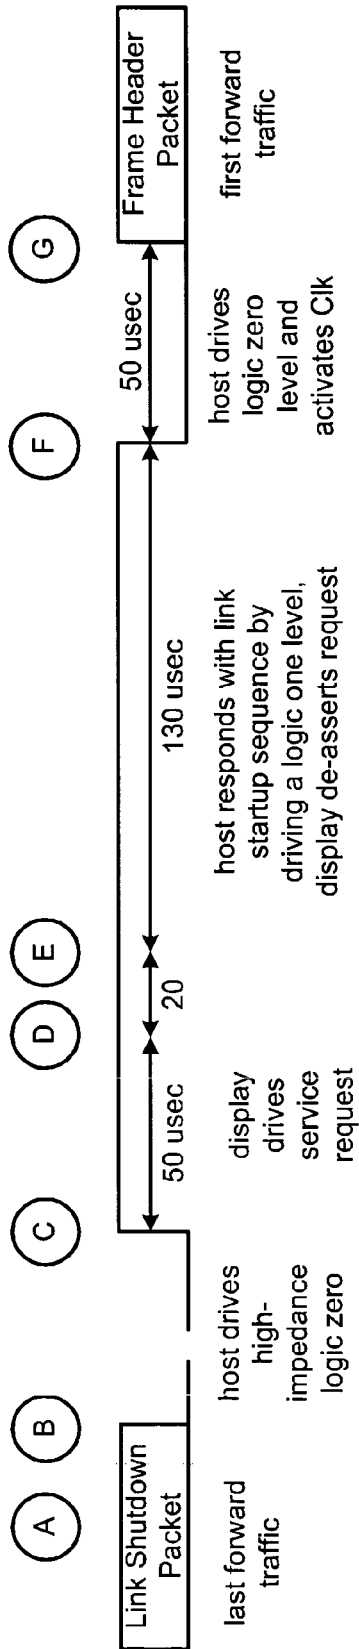 A
B
C
D
E
F
G
Link Shutdown
Packet
50 usec
20
130 usec
50 usec
Frame Header
Packet
last forward
traffic
host drives
high-
impedance
logic zero
display
drives
service
request
host responds with link
startup sequence by
driving a logic one level,
display de-asserts request
host drives
logic zero
level and
activates Clk
first forward
traffic